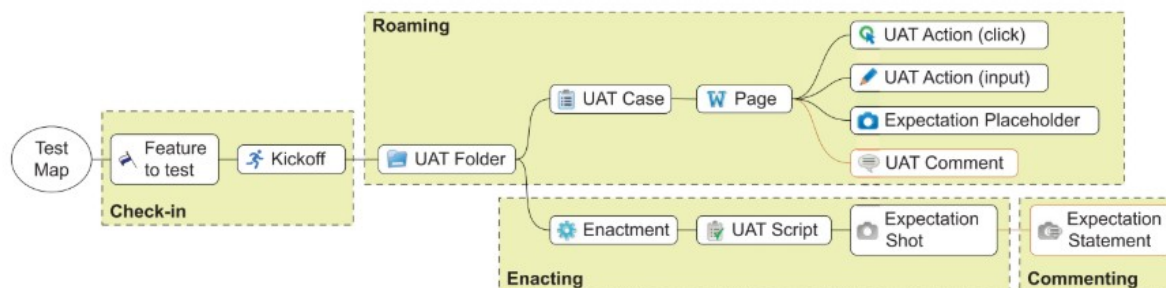 Roaming
UAT Action (click)
UAT Case
Page
UAT Action (input)
Expectation Placeholder
UAT Comment
Test
Map
Feature
to test
Kickoff
UAT Folder
Check-in
Enactment
UAT Script
Expectation
Shot
Enacting
Expectation
Statement
Commenting